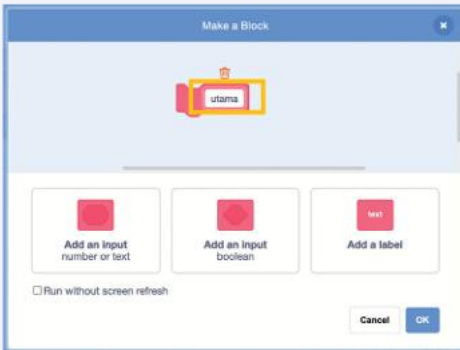 Make a Block
utama
text
Add an input
number or text
Add an input
boolean
Add a label
Run without screen refresh
Cancel
OK